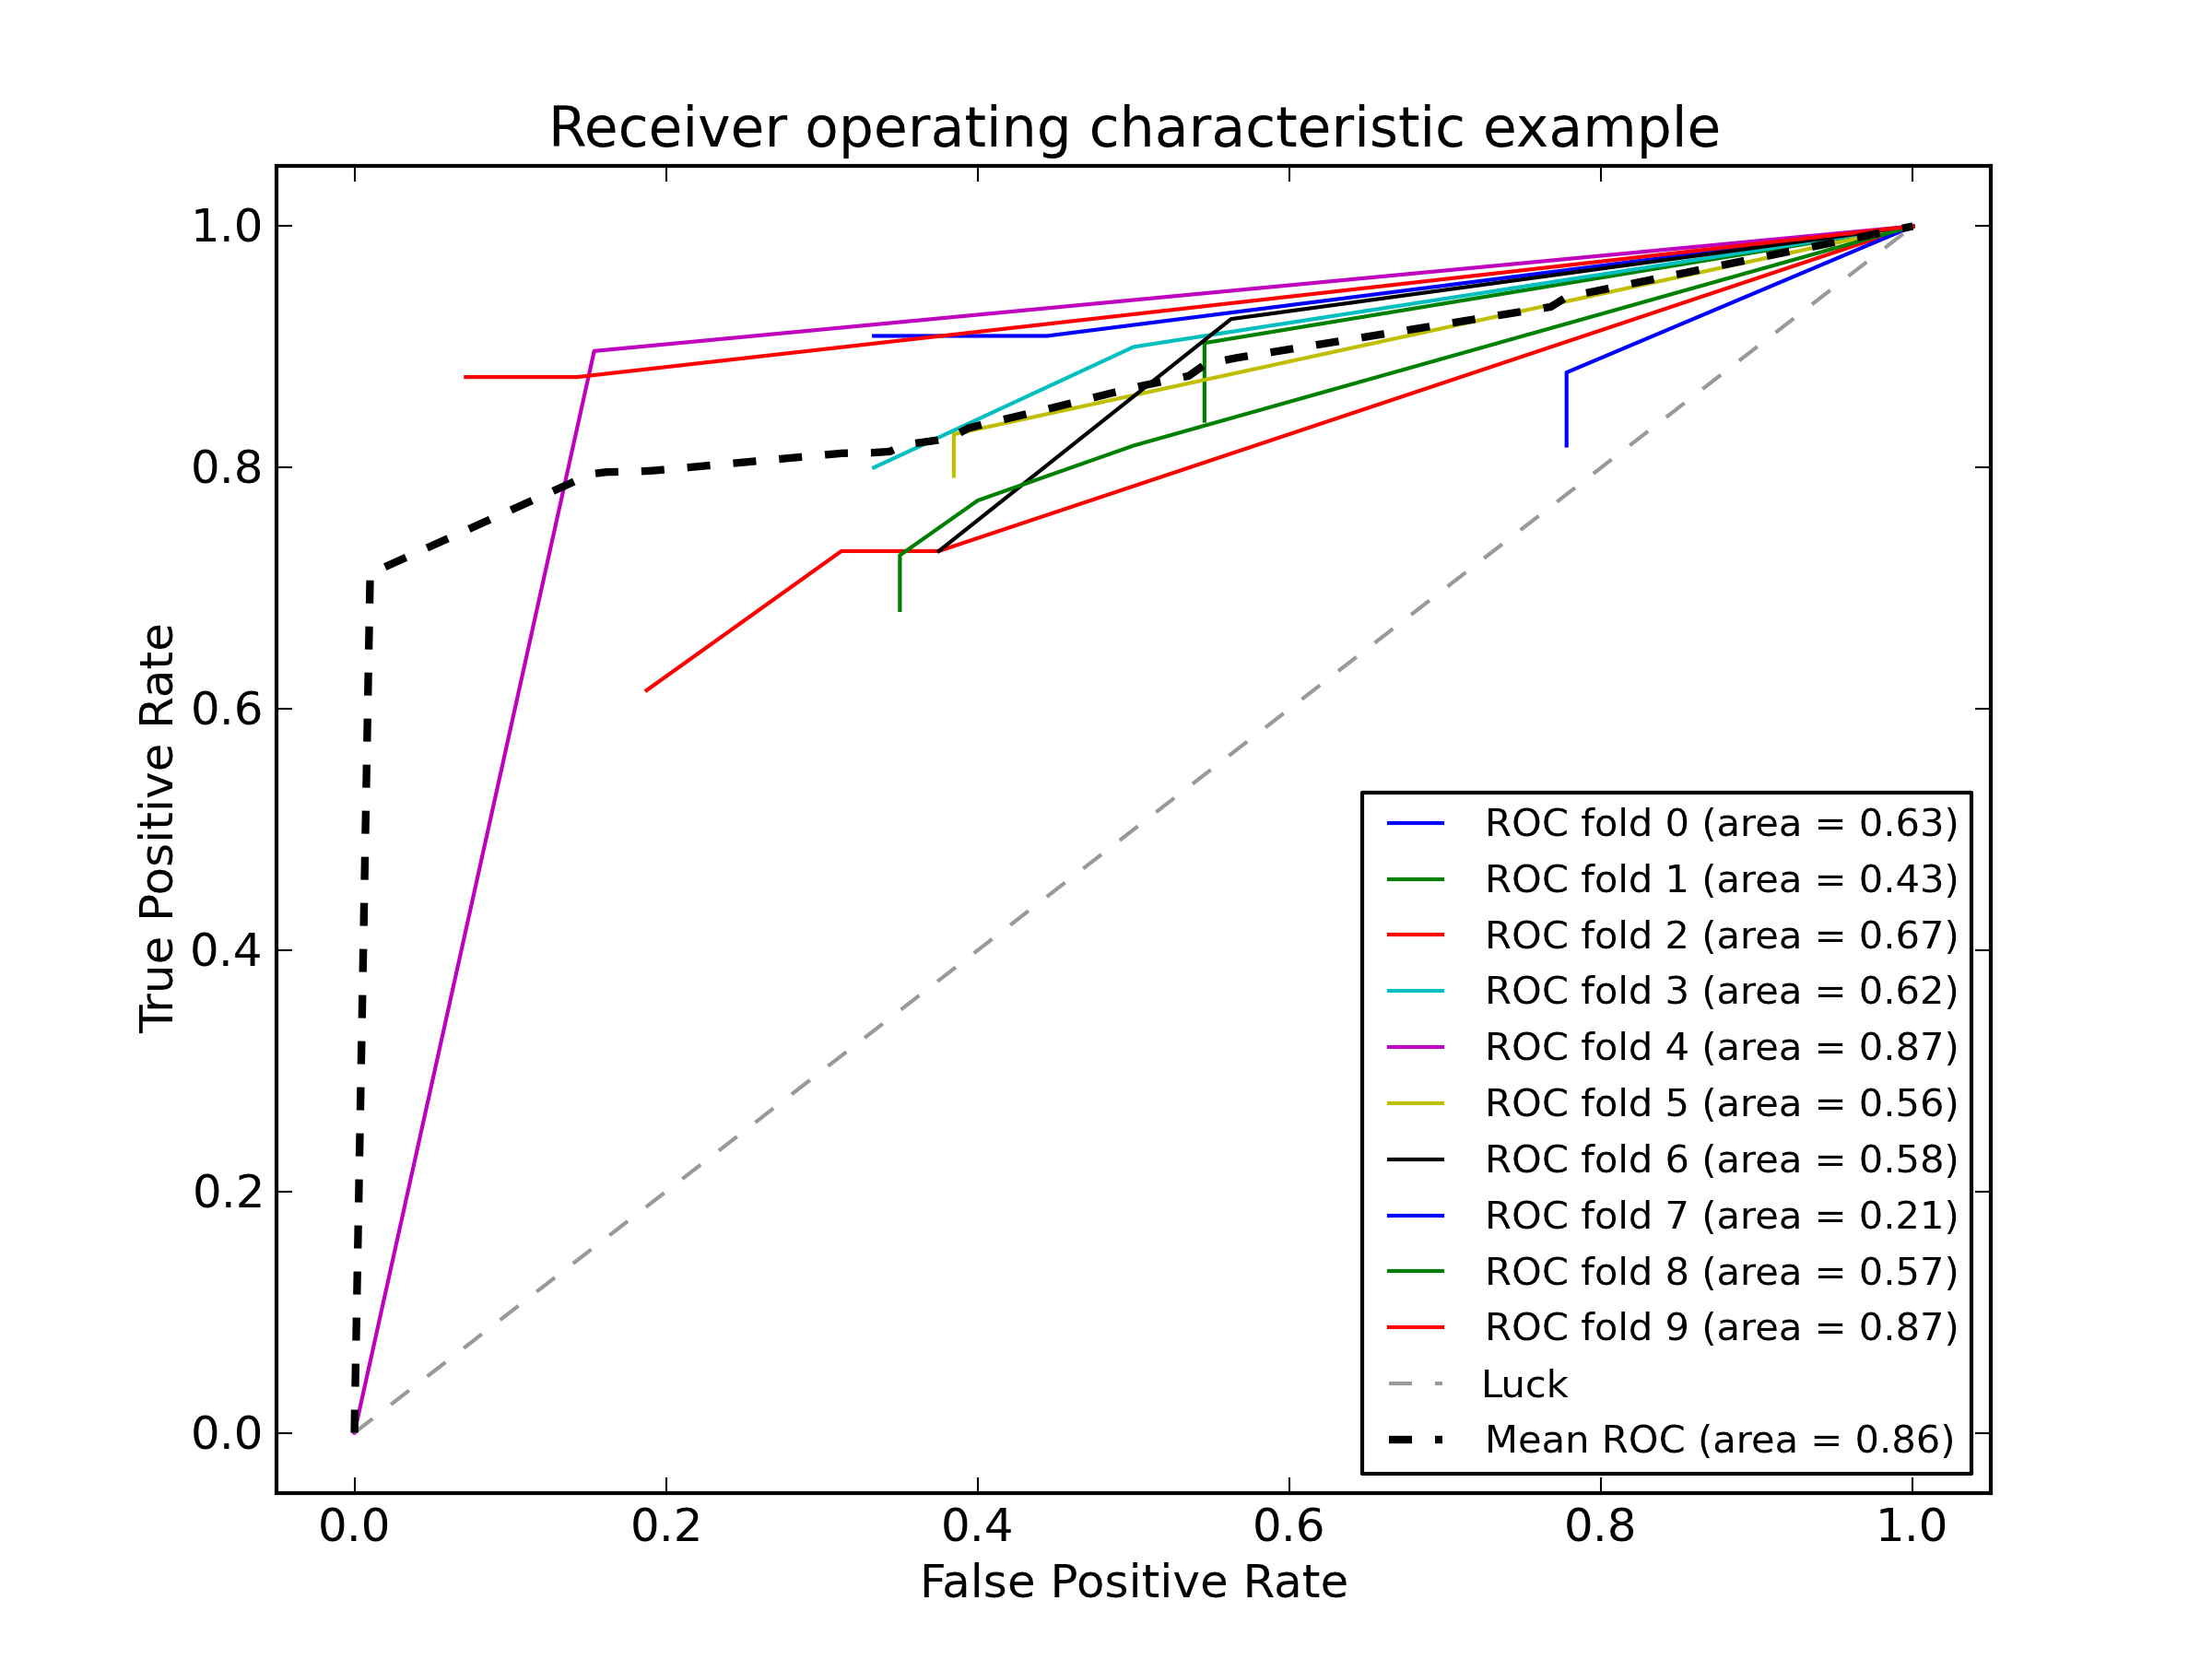 Receiver operating characteristic example
1.0
0.8
0.6
0.4
0.2
0.0
True Positive Rate
0.0 0.2 0.4 0.6 0.8 1.0
False Positive Rate
ROC fold 0 (area = 0.63)
ROC fold 1 (area = 0.43)
ROC fold 2 (area = 0.67)
ROC fold 3 (area = 0.62)
ROC fold 4 (area = 0.87)
ROC fold 5 (area = 0.56)
ROC fold 6 (area = 0.58)
ROC fold 7 (area = 0.21)
ROC fold 8 (area = 0.57)
ROC fold 9 (area = 0.87)
Luck
Mean ROC (area = 0.86)